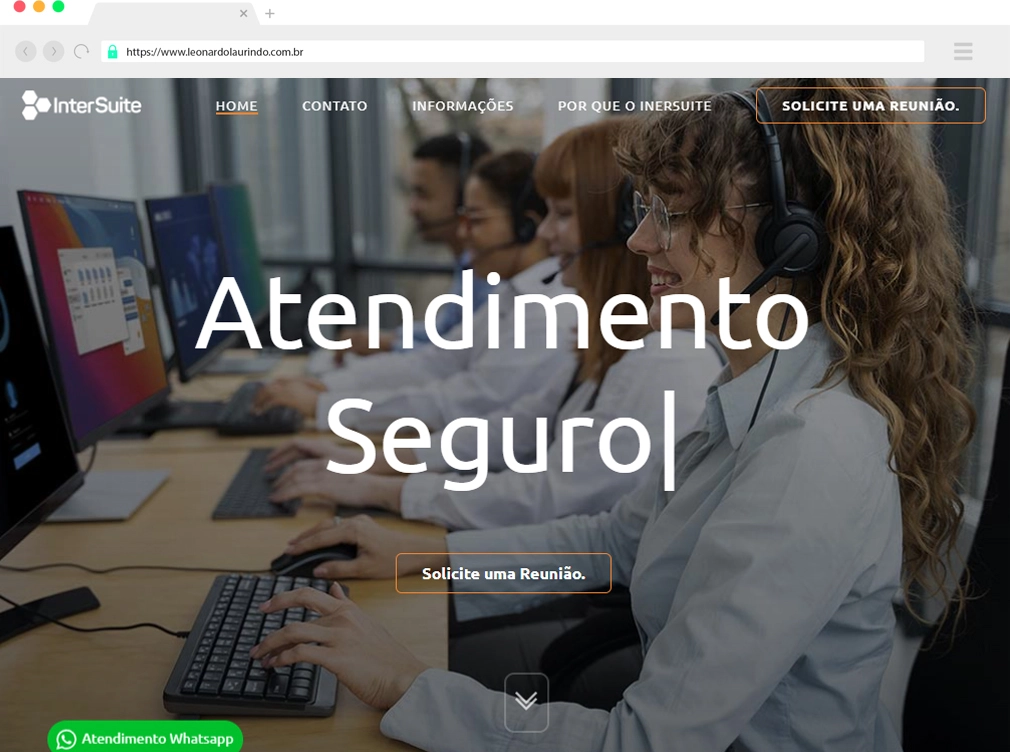 https://www.leonardolaurindo.com.br
InterSuite
HOME
CONTATO
INFORMAÇÕES
POR QUE O INERSUITE
SOLICITE UMA REUNIÃO.
Atendimento
Seguro|
Solicite uma Reunião.
Atendimento Whatsapp